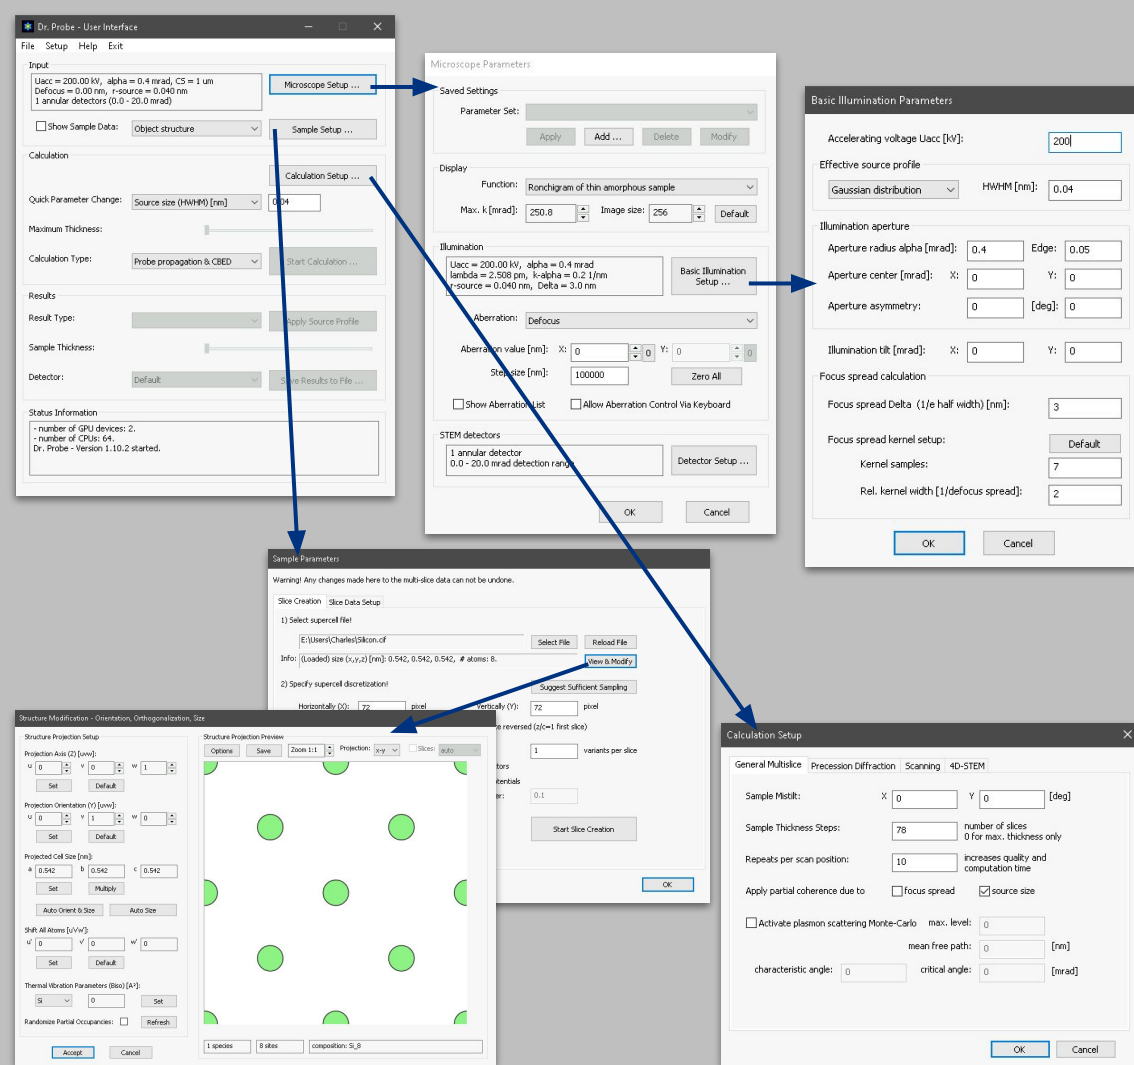 Dr. Probe - User Interface
File Setup Help Exit
Input
Uacc = 200.00 kV, alpha = 0.4 mrad, CS = 1 um
Defocus = 0.00 nm, r-source = 0.040 nm
1 annular detectors (0.0 - 20.0 mrad)
Microscope Setup ...
Show Sample Data: Object structure Sample Setup ...
Calculation
Calculation Setup ...
Quick Parameter Change: Source size (HWHM) [nm] 0.04
Maximum Thickness:
Calculation Type: Probe propagation & CBED Start Calculation ...
Results
Result Type: Apply Source Profile
Sample Thickness:
Detector: Default Save Results to File ...
Status Information
- number of GPU devices: 2.
- number of CPUs: 64.
Dr. Probe - Version 1.10.2 started.
Microscope Parameters
Saved Settings
Parameter Set:
Apply Add ... Delete Modify
Display
Function: Ronchigram of thin amorphous sample
Max. k [mrad]: 250.8 Image size: 256 Default
Illumination
Uacc = 200.00 kV, alpha = 0.4 mrad
lambda = 2.508 pm, k-alpha = 0.2 1/nm
r-source = 0.040 nm, Delta = 3.0 nm
Basic Illumination
Setup ...
Aberration: Defocus
Aberration value [nm]: X: 0 0 Y: 0 0
Step size [nm]: 100000 Zero All
Show Aberration List Allow Aberration Control Via Keyboard
STEM detectors
1 annular detector
0.0 - 20.0 mrad detection range
Detector Setup ...
OK Cancel
Basic Illumination Parameters
Accelerating voltage Uacc [kV]: 200
Effective source profile
Gaussian distribution HWHM [nm]: 0.04
Illumination aperture
Aperture radius alpha [mrad]: 0.4 Edge: 0.05
Aperture center [mrad]: X: 0 Y: 0
Aperture asymmetry: 0 [deg]: 0
Illumination tilt [mrad]: X: 0 Y: 0
Focus spread calculation
Focus spread Delta (1/e half width) [nm]: 3
Focus spread kernel setup: Default
Kernel samples: 7
Rel. kernel width [1/defocus spread]: 2
OK Cancel
Sample Parameters
Warning! Any changes made here to the multi-slice data can not be undone.
Slice Creation Slice Data Setup
1) Select supercell file!
E:\Users\Charles\Silicon.cif Select File Reload File
Info: (Loaded) size (x,y,z) [nm]: 0.542, 0.542, 0.542, # atoms: 8. View & Modify
2) Specify supercell discretization! Suggest Sufficient Sampling
Horizontally (X): 72 pixel Vertically (Y): 72 pixel
reversed (z/c=1 first slice)
1 variants per slice
0.1
Start Slice Creation
OK
Structure Modification - Orientation, Orthogonalization, Size
Structure Projection Setup
Projection Axis (Z) [uvw]:
u 0 v 0 w 1
Set Default
Projection Orientation (Y) [uvw]:
u 0 v 1 w 0
Set Default
Projected Cell Size [nm]:
a 0.542 b 0.542 c 0.542
Set Multiply
Auto Orient & Size Auto Size
Shift All Atoms [u'v'w']:
u' 0 v' 0 w' 0
Set Default
Thermal Vibration Parameters (Biso) [A²]:
Si 0 Set
Randomize Partial Occupancies: Refresh
Accept Cancel
Structure Projection Preview
Options Save Zoom 1:1 Projection: x-y Slices: auto
1 species 8 sites composition: Si_8
Calculation Setup
General Multislice Precession Diffraction Scanning 4D-STEM
Sample Mistilt: X 0 Y 0 [deg]
Sample Thickness Steps: 78 number of slices
0 for max. thickness only
Repeats per scan position: 10 increases quality and
computation time
Apply partial coherence due to focus spread source size
Activate plasmon scattering Monte-Carlo max. level: 0
mean free path: 0 [nm]
characteristic angle: 0 critical angle: 0 [mrad]
OK Cancel